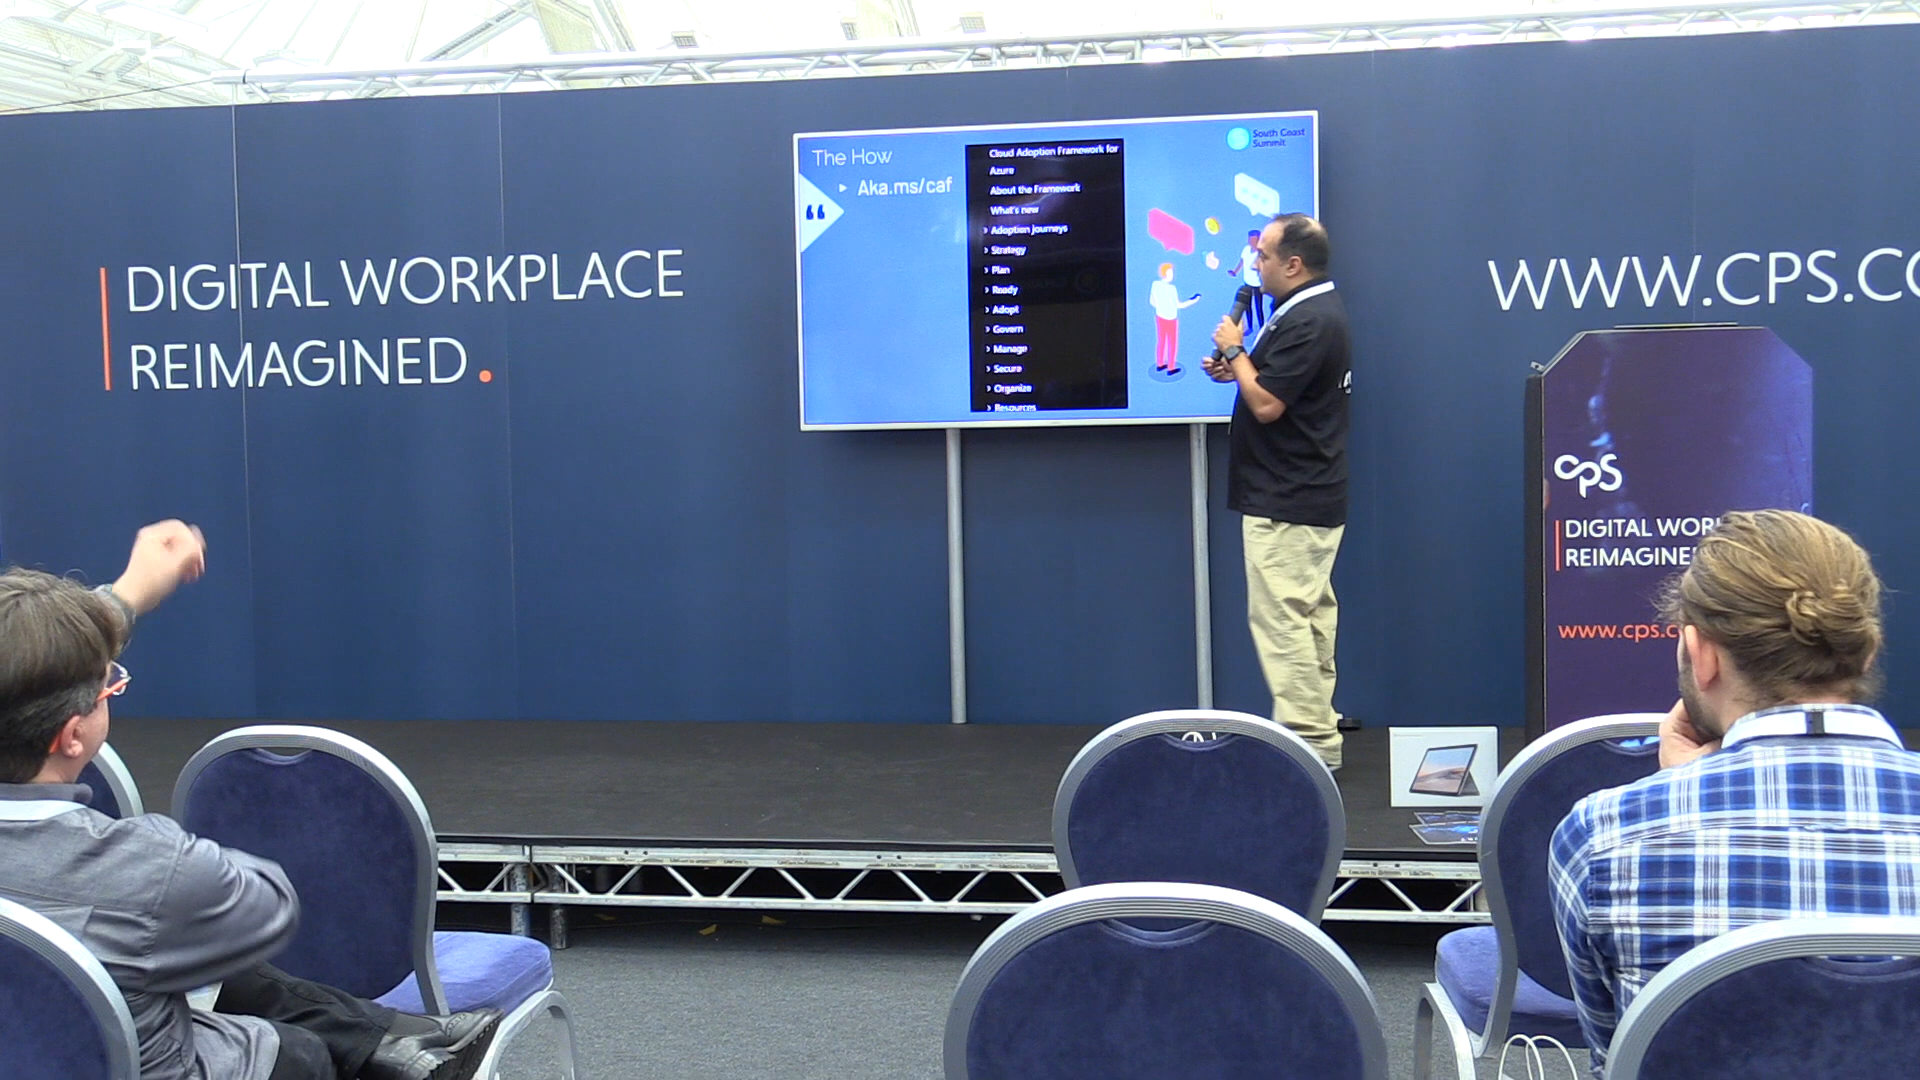 DIGITAL WORKPLACE
REIMAGINED.
The How
Aka.ms/caf
Cloud Adoption Framework for
Azure
About the Framework
What's new
Adoption journeys
Strategy
Plan
Ready
Adopt
Govern
Manage
Secure
Organize
Resources
South Coast
Summit
WWW.CPS.CO
cps
DIGITAL WOR
REIMAGINE
www.cps.c